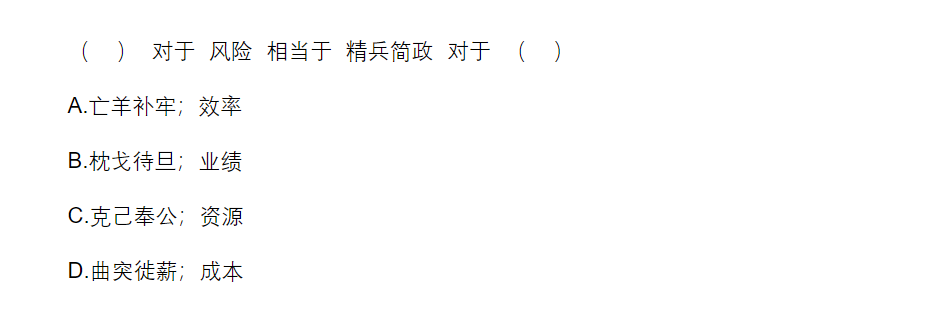 （ ） 对于 风险 相当于 精兵简政 对于 （ ）
A.亡羊补牢；效率
B.枕戈待旦；业绩
C.克己奉公；资源
D.曲突徙薪；成本